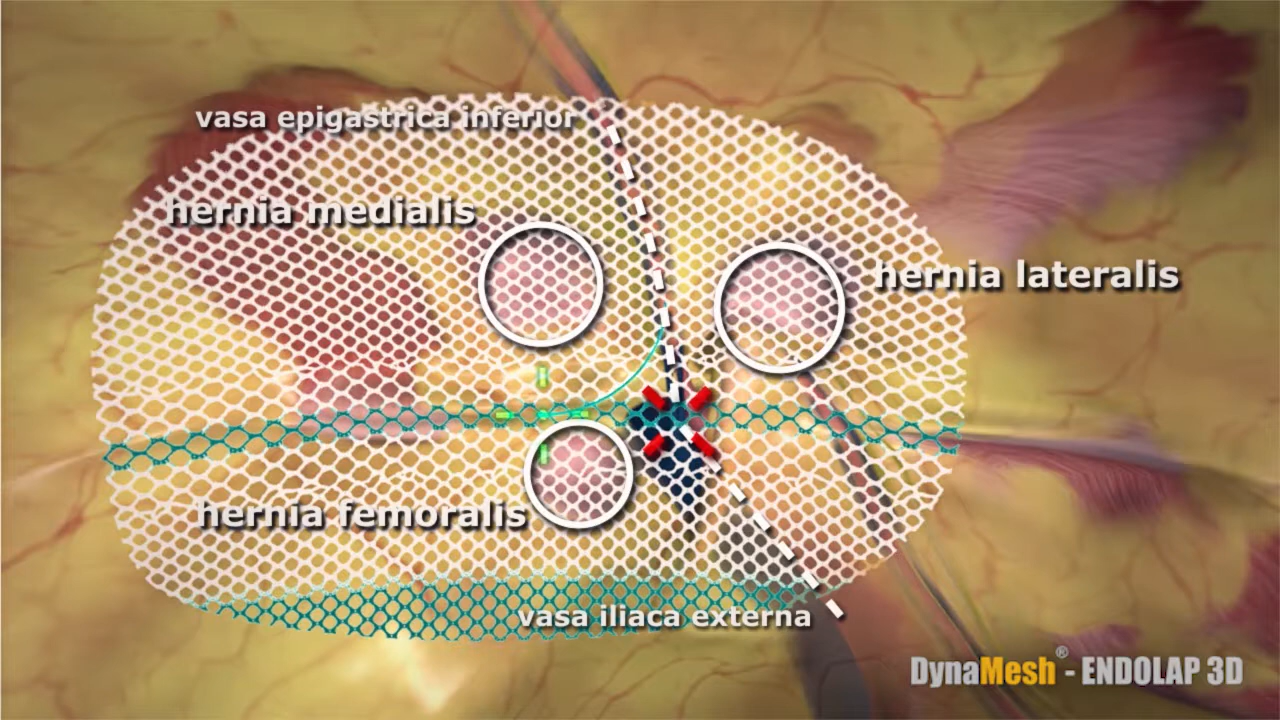 vasa epigastrica inferior
hernia medialis
hernia lateralis
hernia femoralis
vasa iliaca externa
DynaMesh® - ENDOLAP 3D